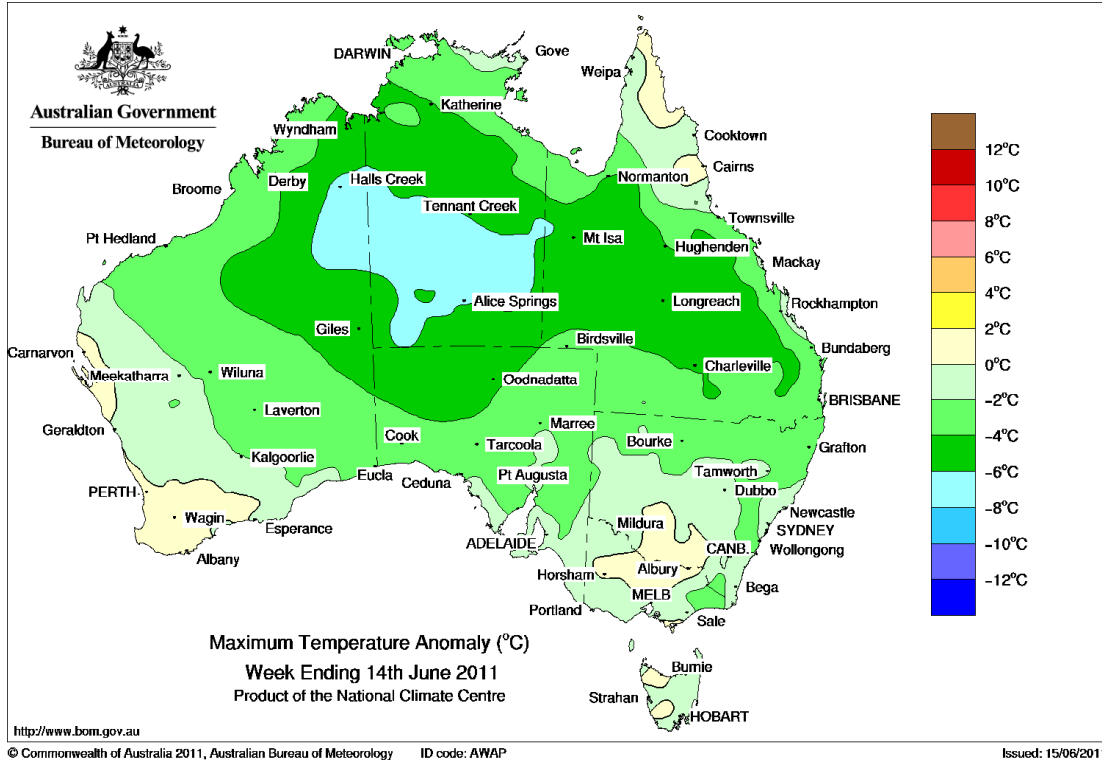 Australian Government
Bureau of Meteorology
DARWIN
Gove
Weipa
Katherine
Wyndham
Cooktown
Cairns
Normanton
Halls Creek
Derby
Broome
Tennant Creek
Townsville
Pt Hedland
Mt Isa
Hughenden
Mackay
Alice Springs
Longreach
Rockhampton
Giles
Birsdville
Bundaberg
Carnarvon
Meekatharra
Wiluna
Charleville
Oodnadatta
BRISBANE
Laverton
Marree
Geraldton
Cook
Tarcoola
Bourke
Grafton
Kalgoorlie
Eucla
Ceduna
Pt Augusta
Tamworth
PERTH
Dubbo
Wagin
Esperance
Newcastle
Mildura
SYDNEY
ADELAIDE
CANB.
Wollongong
Albany
Horsham
Albury
Bega
MELB
Portland
Sale
Burnie
Strahan
HOBART
12°C
10°C
8°C
6°C
4°C
2°C
0°C
-2°C
-4°C
-6°C
-8°C
-10°C
-12°C
Maximum Temperature Anomaly (°C)
Week Ending 14th June 2011
Product of the National Climate Centre
http://www.bom.gov.au
© Commonwealth of Australia 2011, Australian Bureau of Meteorology ID code: AWAP Issued: 15/06/2011